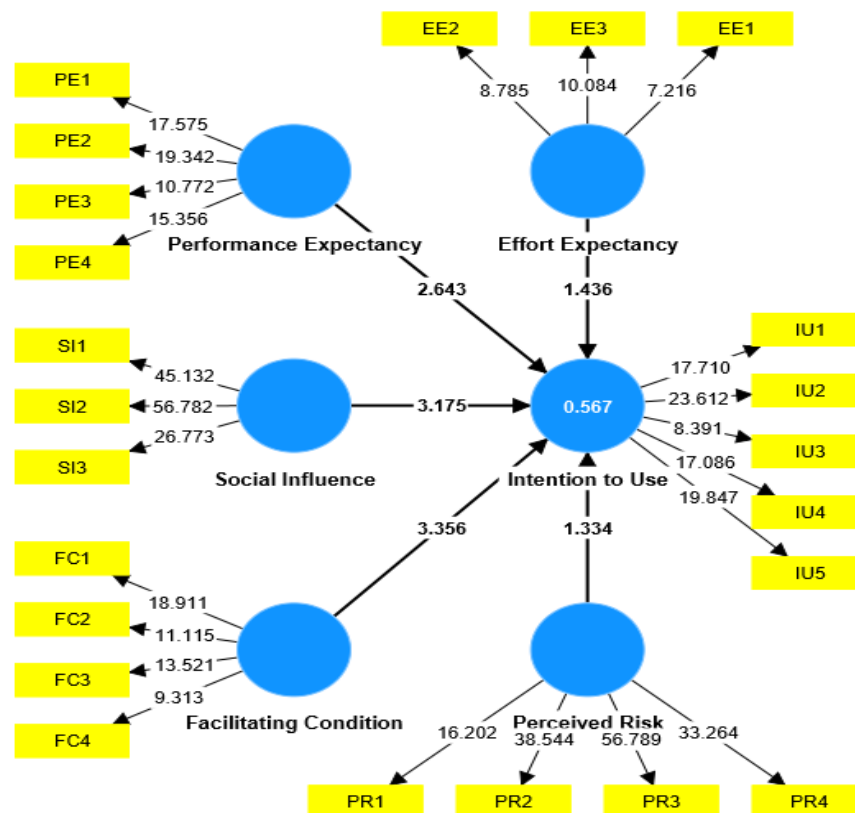 EE2
EE3
EE1
8.785
10.084
7.216
PE1
PE2
PE3
PE4
17.575
19.342
10.772
15.356
Performance Expectancy
Effort Expectancy
2.643
1.436
SI1
SI2
SI3
45.132
56.782
26.773
Social Influence
3.175
0.567
Intention to Use
IU1
IU2
IU3
IU4
IU5
17.710
23.612
8.391
17.086
19.847
3.356
1.334
FC1
FC2
FC3
FC4
18.911
11.115
13.521
9.313
Facilitating Condition
Perceived Risk
16.202
38.544
56.789
33.264
PR1
PR2
PR3
PR4